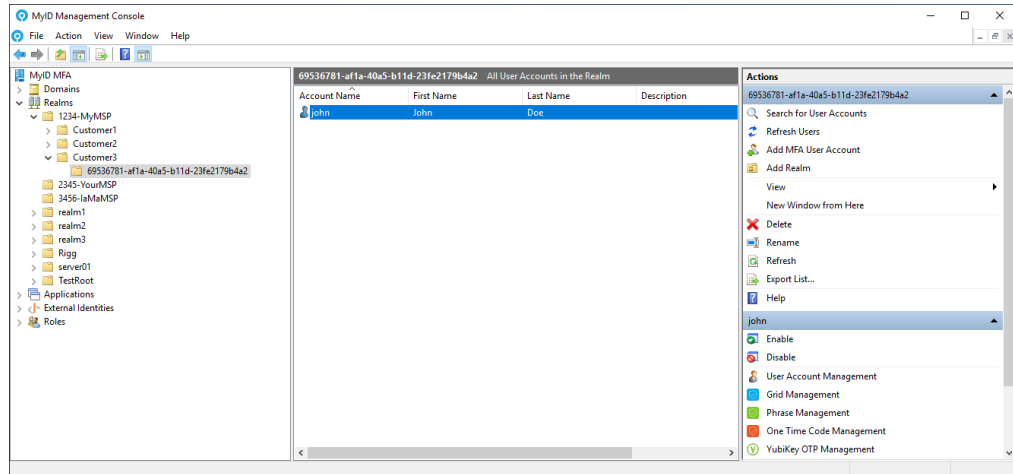 MyID Management Console
File Action View Window Help
MyID MFA
Domains
Realms
1234-MyMSP
Customer1
Customer2
Customer3
69536781-af1a-40a5-b11d-23fe2179b4a2
2345-YourMSP
3456-IaMaMSP
realm1
realm2
realm3
Rigg
server01
TestRoot
Applications
External Identities
Roles
69536781-af1a-40a5-b11d-23fe2179b4a2 All User Accounts in the Realm
Account Name First Name Last Name Description
john John Doe
Actions
69536781-af1a-40a5-b11d-23fe2179b4a2
Search for User Accounts
Refresh Users
Add MFA User Account
Add Realm
View
New Window from Here
Delete
Rename
Refresh
Export List...
Help
john
Enable
Disable
User Account Management
Grid Management
Phrase Management
One Time Code Management
YubiKey OTP Management